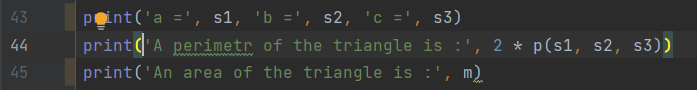 43 print('a =', s1, 'b =', s2, 'c =', s3)
44 print('A perimetr of the triangle is :', 2 * p(s1, s2, s3))
45 print('An area of the triangle is :', m)